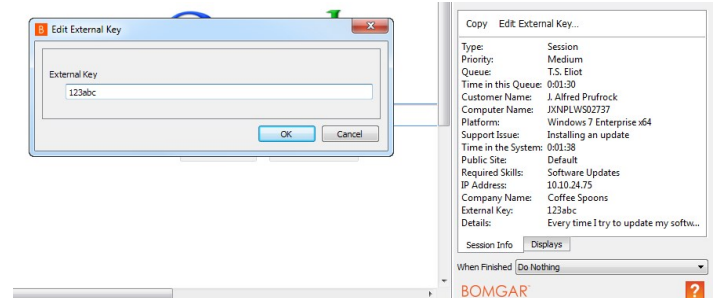 B Edit External Key
External Key
123abc
OK Cancel
Copy Edit External Key...
Type: Session
Priority: Medium
Queue: T.S. Eliot
Time in this Queue: 0:01:30
Customer Name: J. Alfred Prufrock
Computer Name: JXNPLWS02737
Platform: Windows 7 Enterprise x64
Support Issue: Installing an update
Time in the System: 0:01:38
Public Site: Default
Required Skills: Software Updates
IP Address: 10.10.24.75
Company Name: Coffee Spoons
External Key: 123abc
Details: Every time I try to update my softw...
Session Info Displays
When Finished Do Nothing
BOMGAR ?